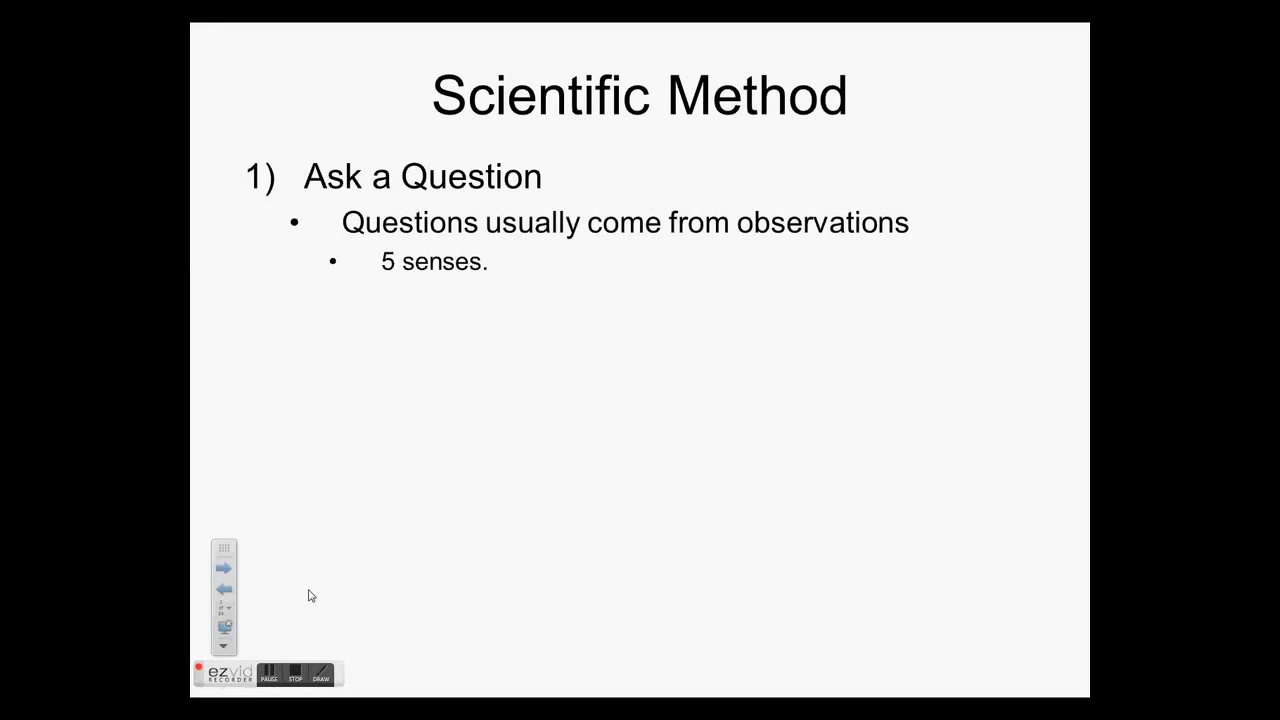 Scientific Method
1) Ask a Question
• Questions usually come from observations
• 5 senses.
ezvid
RECORDER
PAUSE STOP DRAW